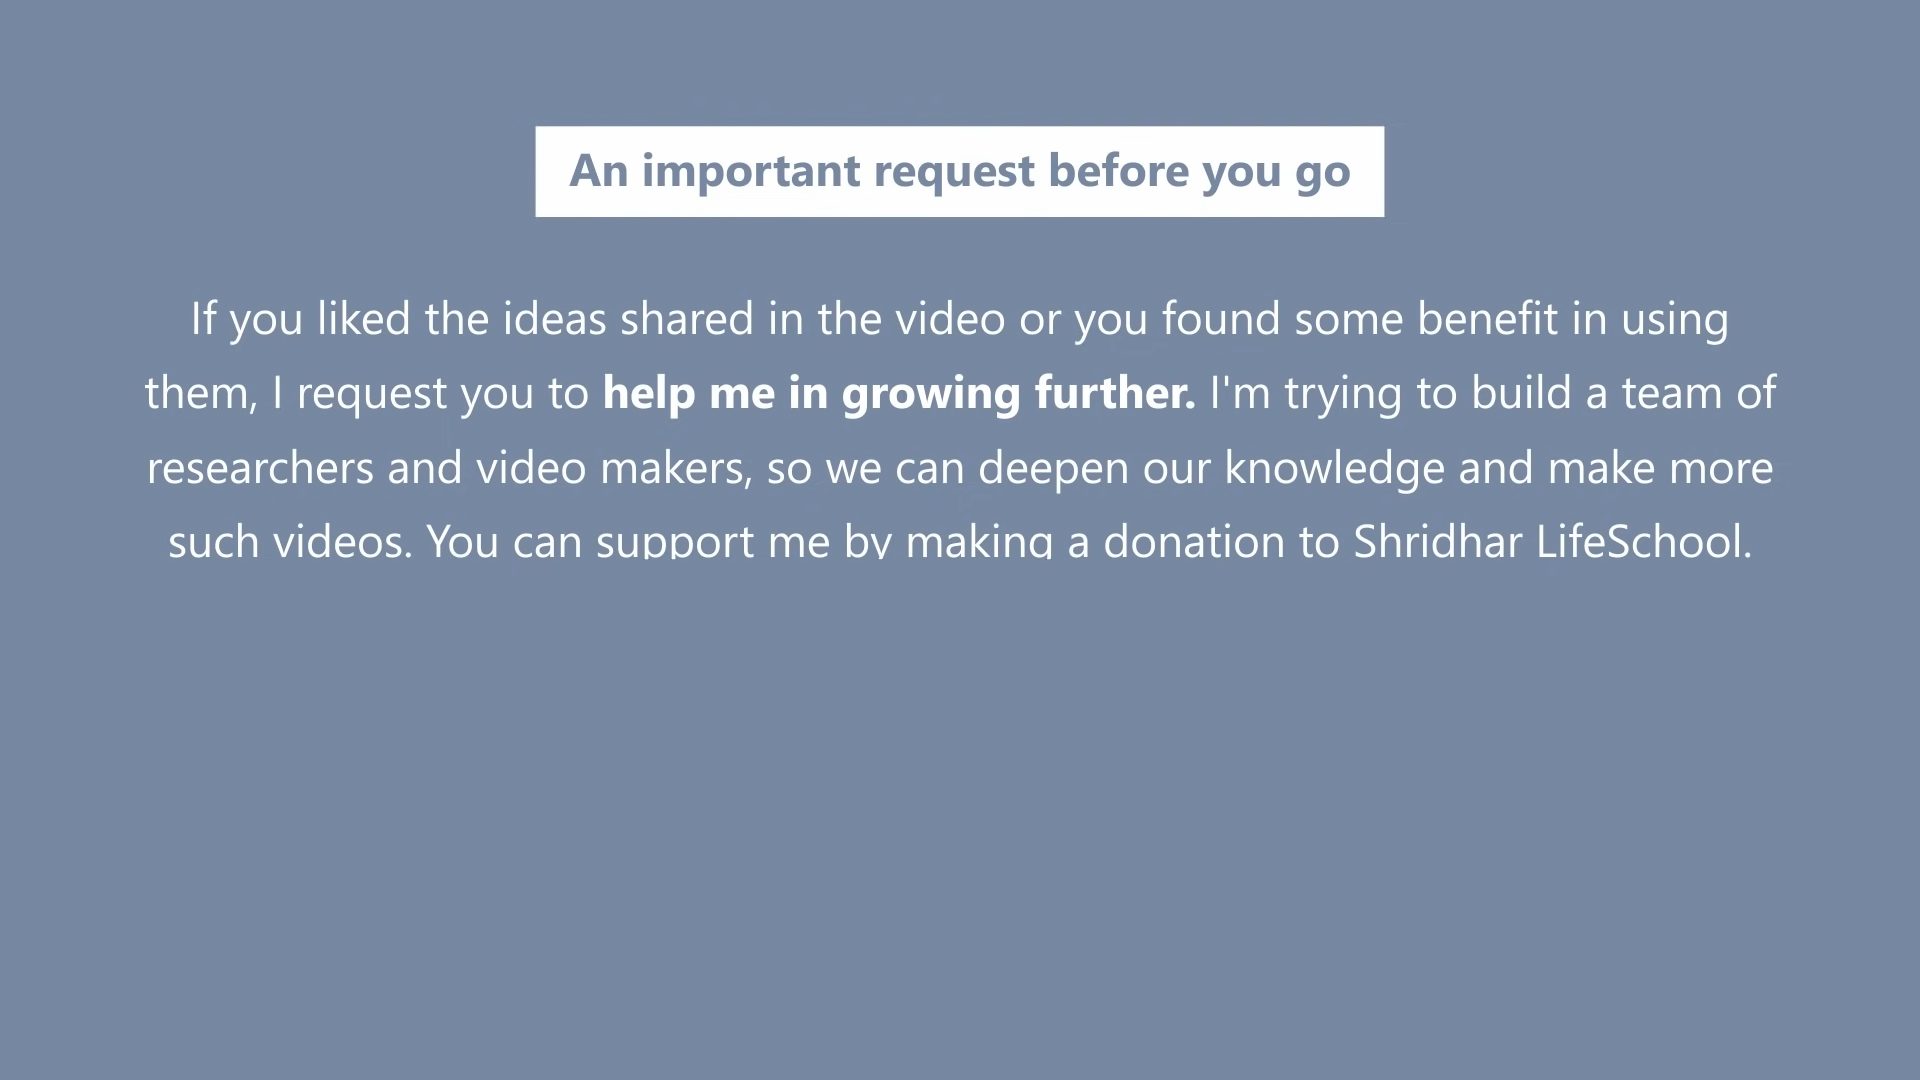 An important request before you go
If you liked the ideas shared in the video or you found some benefit in using
them, I request you to help me in growing further. I'm trying to build a team of
researchers and video makers, so we can deepen our knowledge and make more
such videos. You can support me by making a donation to Shridhar LifeSchool.